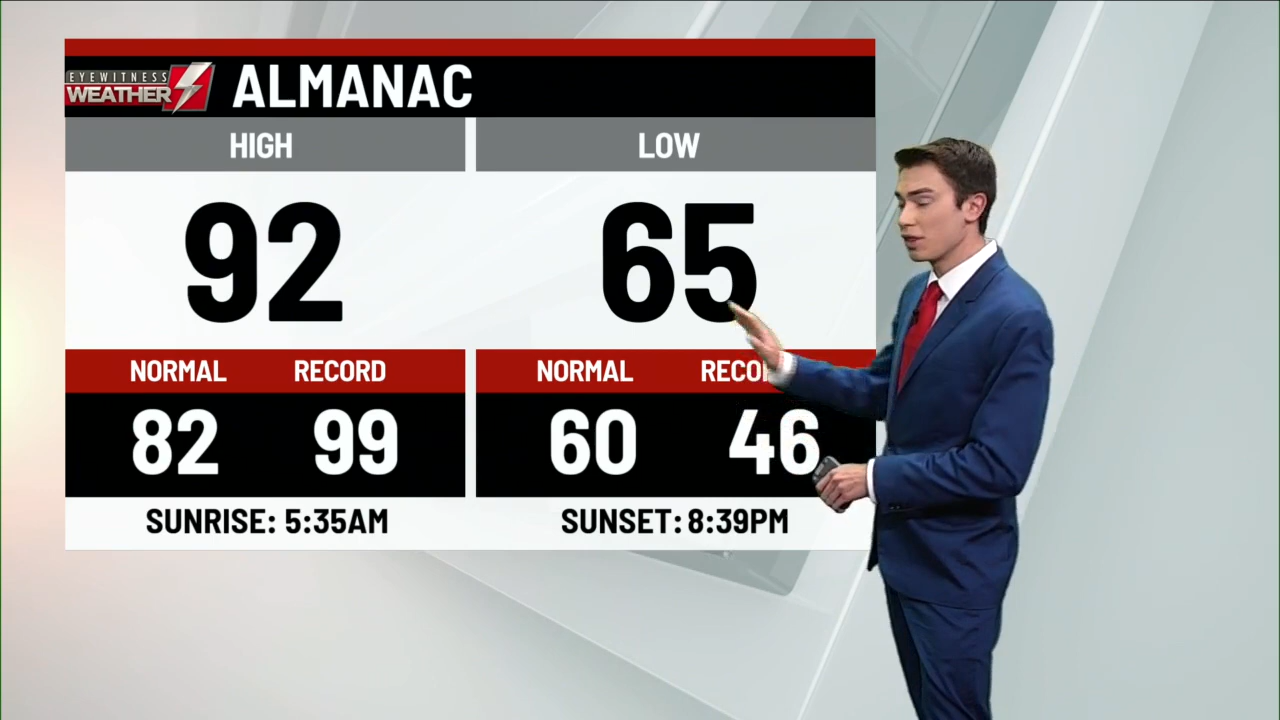 EYEWITNESS
WEATHER
ALMANAC
HIGH
LOW
92
65
NORMAL RECORD
NORMAL
82 99
60 46
SUNRISE: 5:35AM
SUNSET: 8:39PM